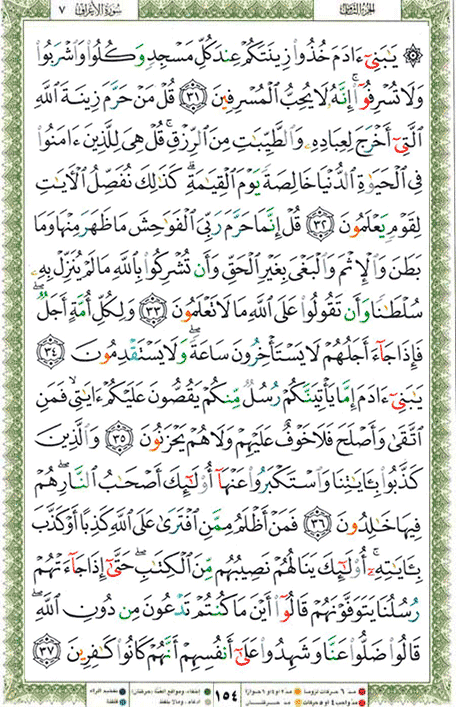 سورة الأعراف ٧ الجزء الثامن
۞ يَٰبَنِيٓ ءَادَمَ خُذُواْ زِينَتَكُمۡ عِندَ كُلِّ مَسۡجِدٖ وَكُلُواْ وَٱشۡرَبُواْ
وَلَا تُسۡرِفُوٓاْۚ إِنَّهُۥ لَا يُحِبُّ ٱلۡمُسۡرِفِينَ ٣١ قُلۡ مَنۡ حَرَّمَ زِينَةَ ٱللَّهِ
ٱلَّتِيٓ أَخۡرَجَ لِعِبَادِهِۦ وَٱلطَّيِّبَٰتِ مِنَ ٱلرِّزۡقِۚ قُلۡ هِيَ لِلَّذِينَ ءَامَنُواْ
فِي ٱلۡحَيَوٰةِ ٱلدُّنۡيَا خَالِصَةٗ يَوۡمَ ٱلۡقِيَٰمَةِۗ كَذَٰلِكَ نُفَصِّلُ ٱلۡأٓيَٰتِ
لِقَوۡمٖ يَعۡلَمُونَ ٣٢ قُلۡ إِنَّمَا حَرَّمَ رَبِّيَ ٱلۡفَوَٰحِشَ مَا ظَهَرَ مِنۡهَا وَمَا
بَطَنَ وَٱلۡإِثۡمَ وَٱلۡبَغۡيَ بِغَيۡرِ ٱلۡحَقِّ وَأَن تُشۡرِكُواْ بِٱللَّهِ مَا لَمۡ يُنَزِّلۡ بِهِۦ
سُلۡطَٰنٗا وَأَن تَقُولُواْ عَلَى ٱللَّهِ مَا لَا تَعۡلَمُونَ ٣٣ وَلِكُلِّ أُمَّةٍ أَجَلٞۖ
فَإِذَا جَآءَ أَجَلُهُمۡ لَا يَسۡتَأۡخِرُونَ سَاعَةٗ وَلَا يَسۡتَقۡدِمُونَ ٣٤
يَٰبَنِيٓ ءَادَمَ إِمَّا يَأۡتِيَنَّكُمۡ رُسُلٞ مِّنكُمۡ يَقُصُّونَ عَلَيۡكُمۡ ءَايَٰتِي فَمَنِ
ٱتَّقَىٰ وَأَصۡلَحَ فَلَا خَوۡفٌ عَلَيۡهِمۡ وَلَا هُمۡ يَحۡزَنُونَ ٣٥ وَٱلَّذِينَ
كَذَّبُواْ بِـَٔايَٰتِنَا وَٱسۡتَكۡبَرُواْ عَنۡهَآ أُوْلَٰٓئِكَ أَصۡحَٰبُ ٱلنَّارِۖ هُمۡ
فِيهَا خَٰلِدُونَ ٣٦ فَمَنۡ أَظۡلَمُ مِمَّنِ ٱفۡتَرَىٰ عَلَى ٱللَّهِ كَذِبًا أَوۡ كَذَّبَ
بِـَٔايَٰتِهِۦٓۚ أُوْلَٰٓئِكَ يَنَالُهُمۡ نَصِيبُهُم مِّنَ ٱلۡكِتَٰبِۖ حَتَّىٰٓ إِذَا جَآءَتۡهُمۡ
رُسُلُنَا يَتَوَفَّوۡنَهُمۡ قَالُوٓاْ أَيۡنَ مَا كُنتُمۡ تَدۡعُونَ مِن دُونِ ٱللَّهِۖ
قَالُواْ ضَلُّواْ عَنَّا وَشَهِدُواْ عَلَىٰٓ أَنفُسِهِمۡ أَنَّهُمۡ كَانُواْ كَٰفِرِينَ ٣٧
١٥٤